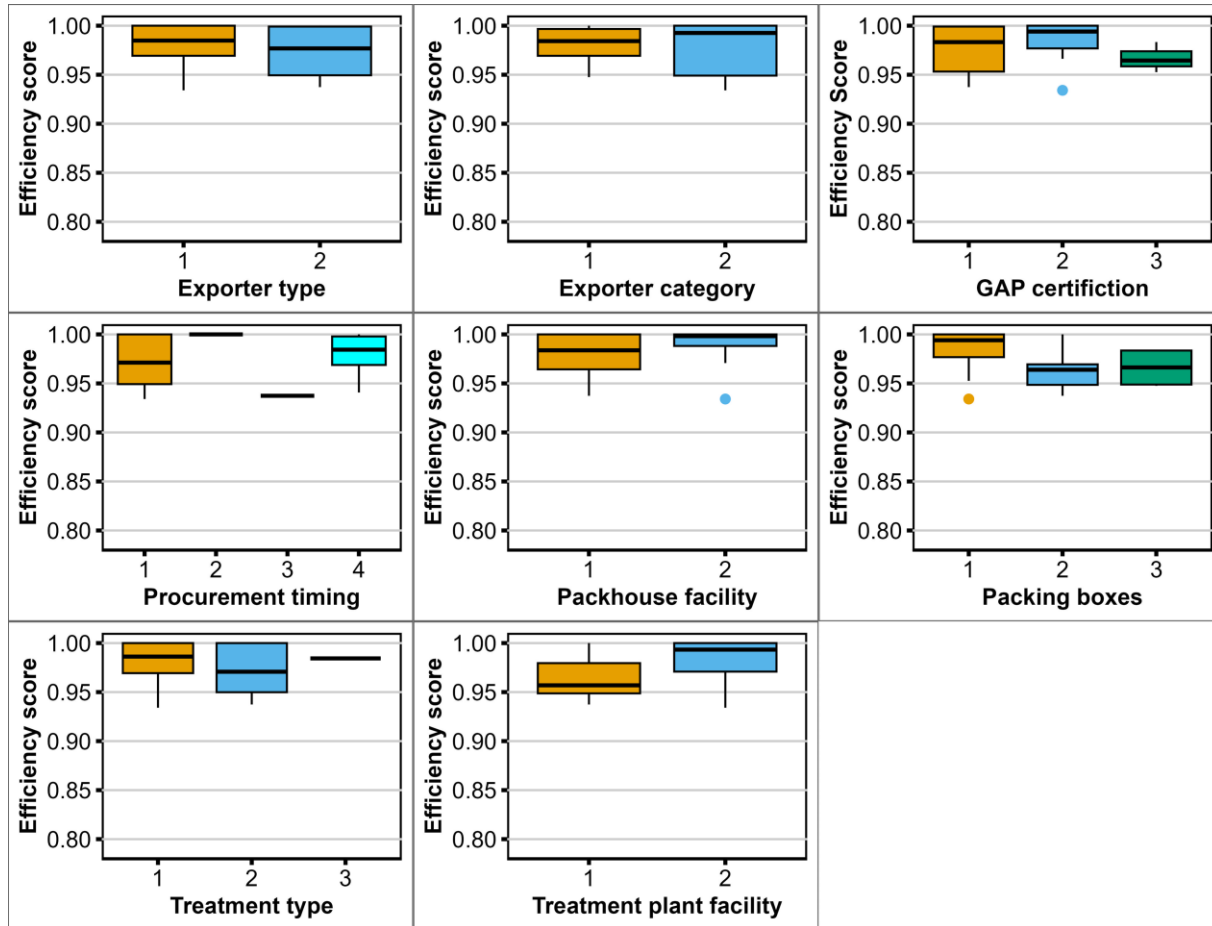 Efficiency score
1.00
0.95
0.90
0.85
0.80
1 2
Exporter type
Efficiency score
1.00
0.95
0.90
0.85
0.80
1 2
Exporter category
Efficiency Score
1.00
0.95
0.90
0.85
0.80
1 2 3
GAP certifiction
Efficiency score
1.00
0.95
0.90
0.85
0.80
1 2 3 4
Procurement timing
Efficiency score
1.00
0.95
0.90
0.85
0.80
1 2
Packhouse facility
Efficiency score
1.00
0.95
0.90
0.85
0.80
1 2 3
Packing boxes
Efficiency score
1.00
0.95
0.90
0.85
0.80
1 2 3
Treatment type
Efficiency score
1.00
0.95
0.90
0.85
0.80
1 2
Treatment plant facility